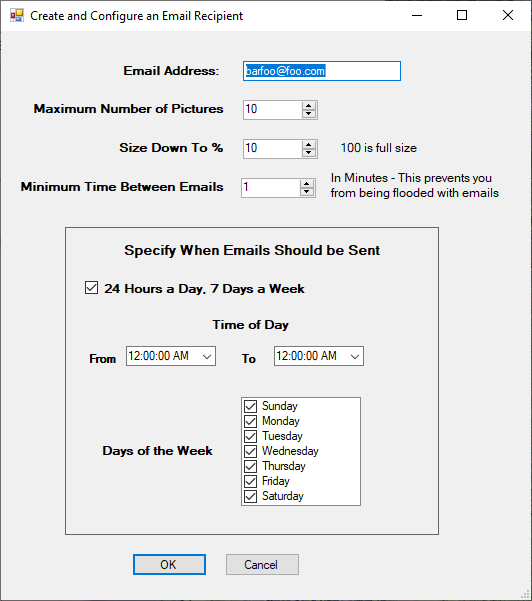 Create and Configure an Email Recipient
Email Address: barfoo@foo.com
Maximum Number of Pictures 10
Size Down To % 10 100 is full size
Minimum Time Between Emails 1 In Minutes - This prevents you
from being flooded with emails
Specify When Emails Should be Sent
24 Hours a Day, 7 Days a Week
Time of Day
From 12:00:00 AM To 12:00:00 AM
Sunday
Monday
Tuesday
Days of the Week Wednesday
Thursday
Friday
Saturday
OK Cancel